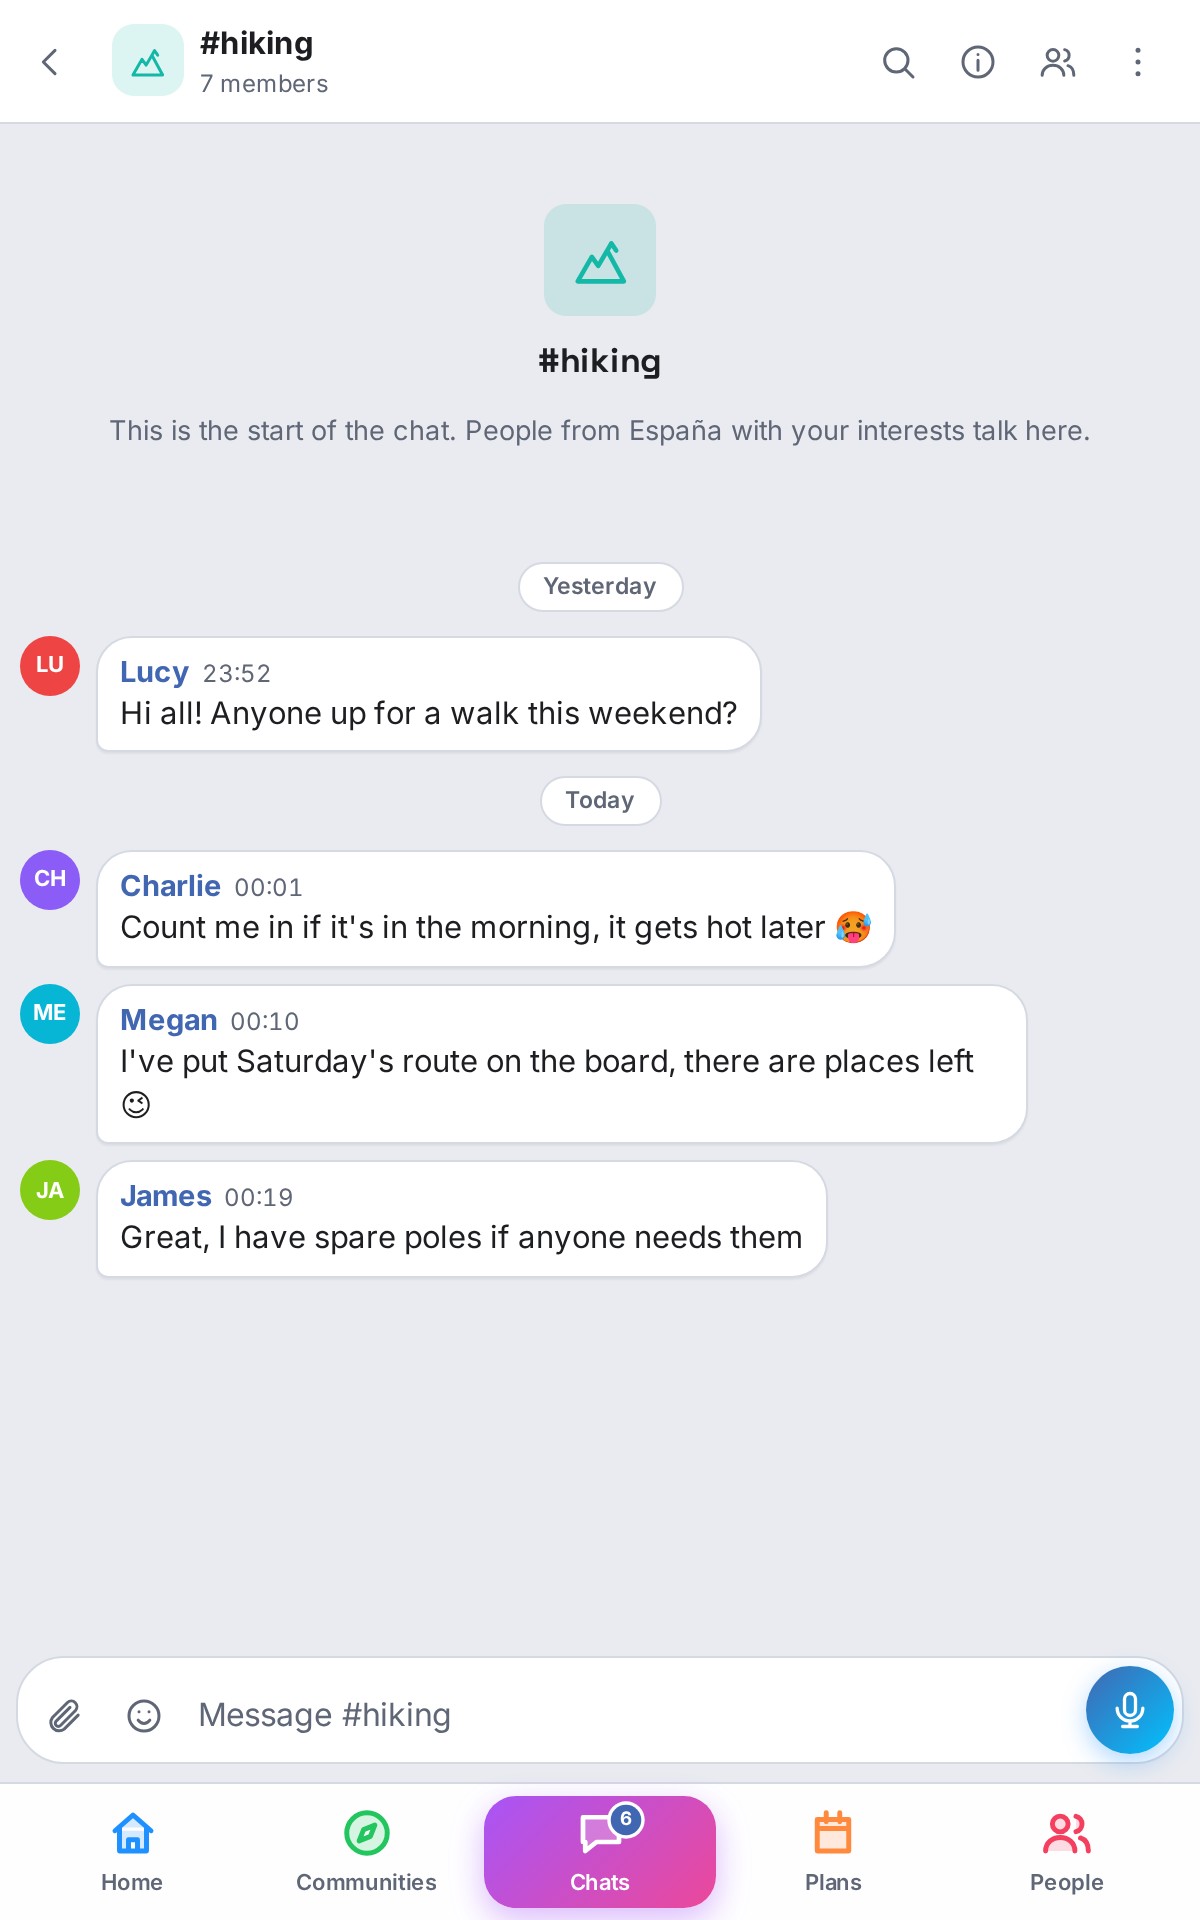 #hiking
7 members
#hiking
This is the start of the chat. People from España with your interests talk here.
Yesterday
LU
Lucy 23:52
Hi all! Anyone up for a walk this weekend?
Today
CH
Charlie 00:01
Count me in if it's in the morning, it gets hot later 🥵
ME
Megan 00:10
I've put Saturday's route on the board, there are places left
😉
JA
James 00:19
Great, I have spare poles if anyone needs them
Message #hiking
6
Home
Communities
Chats
Plans
People